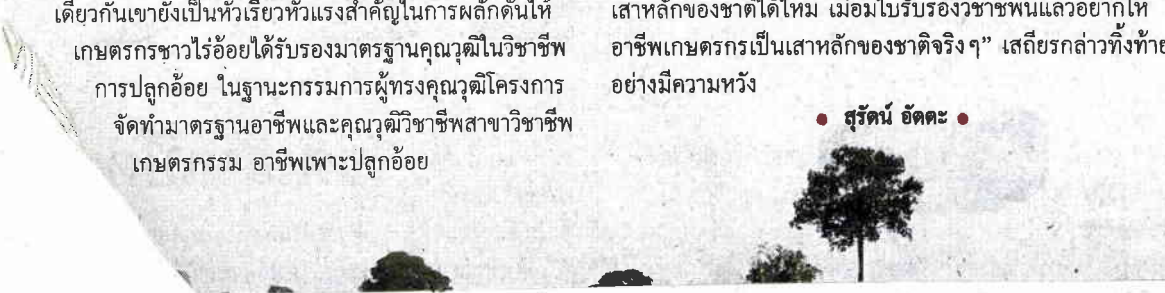 เดียวกันเขายังเป็นหัวเรี่ยวหัวแรงสำคัญในการผลักดันให้
เกษตรกรชาวไร่อ้อยได้รับรองมาตรฐานคุณวุฒิในวิชาชีพ
การปลูกอ้อย ในฐานะกรรมการผู้ทรงคุณวุฒิโครงการ
จัดทำมาตรฐานอาชีพและคุณวุฒิวิชาชีพสาขาวิชาชีพ
เกษตรกรรม อาชีพเพาะปลูกอ้อย
เสาหลักของชาติได้ไหม เมื่อมีใบรับรองวิชาชีพนี้แล้วอยากให้
อาชีพเกษตรกรเป็นเสาหลักของชาติจริงๆ” เสถียรกล่าวทิ้งท้าย
อย่างมีความหวัง
● สุรัตน์ อัตตะ ●